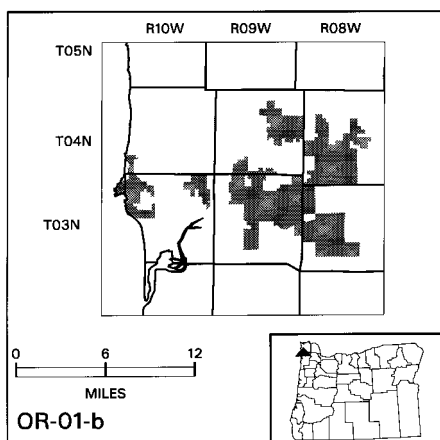 R10W R09W R08W
T05N
T04N
T03N
0 6 12
MILES
OR-01-b